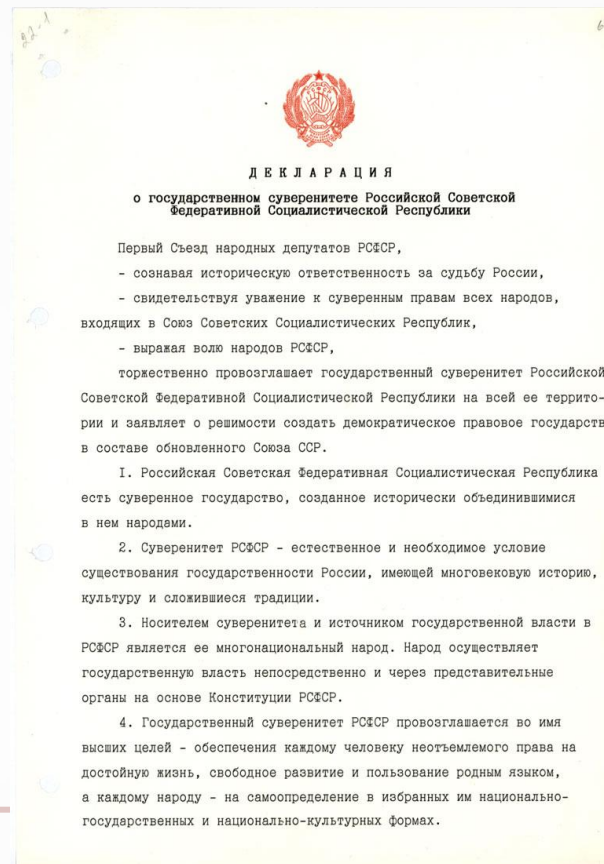 22-1
6
ДЕКЛАРАЦИЯ
о государственном суверенитете Российской Советской
Федеративной Социалистической Республики
Первый Съезд народных депутатов РСФСР,
- сознавая историческую ответственность за судьбу России,
- свидетельствуя уважение к суверенным правам всех народов,
входящих в Союз Советских Социалистических Республик,
- выражая волю народов РСФСР,
торжественно провозглашает государственный суверенитет Российской
Советской Федеративной Социалистической Республики на всей ее террито-
рии и заявляет о решимости создать демократическое правовое государств
в составе обновленного Союза ССР.
I. Российская Советская Федеративная Социалистическая Республика
есть суверенное государство, созданное исторически объединившимися
в нем народами.
2. Суверенитет РСФСР - естественное и необходимое условие
существования государственности России, имеющей многовековую историю,
культуру и сложившиеся традиции.
3. Носителем суверенитета и источником государственной власти в
РСФСР является ее многонациональный народ. Народ осуществляет
государственную власть непосредственно и через представительные
органы на основе Конституции РСФСР.
4. Государственный суверенитет РСФСР провозглашается во имя
высших целей - обеспечения каждому человеку неотъемлемого права на
достойную жизнь, свободное развитие и пользование родным языком,
а каждому народу - на самоопределение в избранных им национально-
государственных и национально-культурных формах.